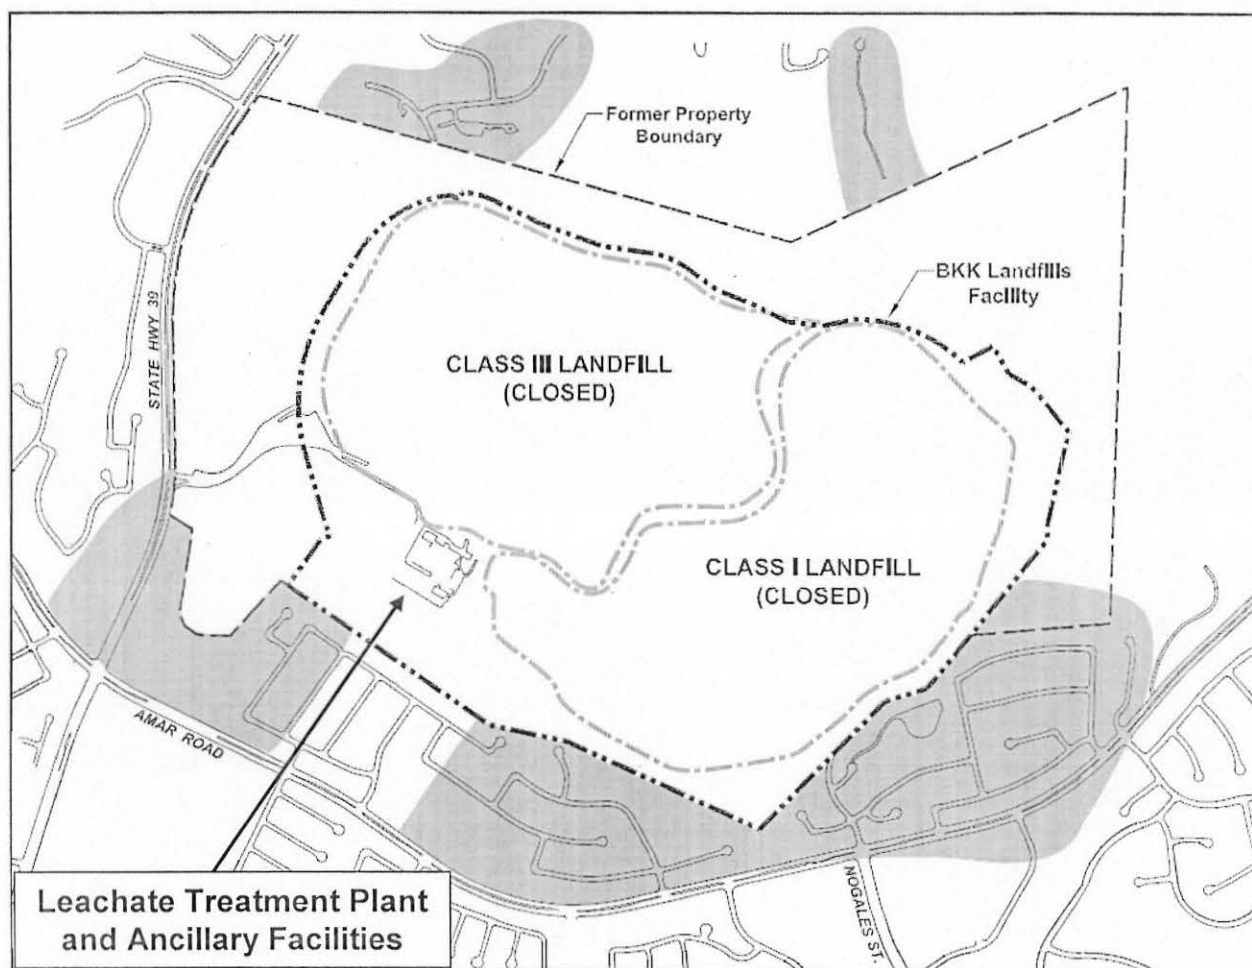 Former Property
Boundary
BKK Landfills
Facility
STATE HWY 39
CLASS III LANDFILL
(CLOSED)
CLASS I LANDFILL
(CLOSED)
AMAR ROAD
NOGALES ST.
Leachate Treatment Plant
and Ancillary Facilities